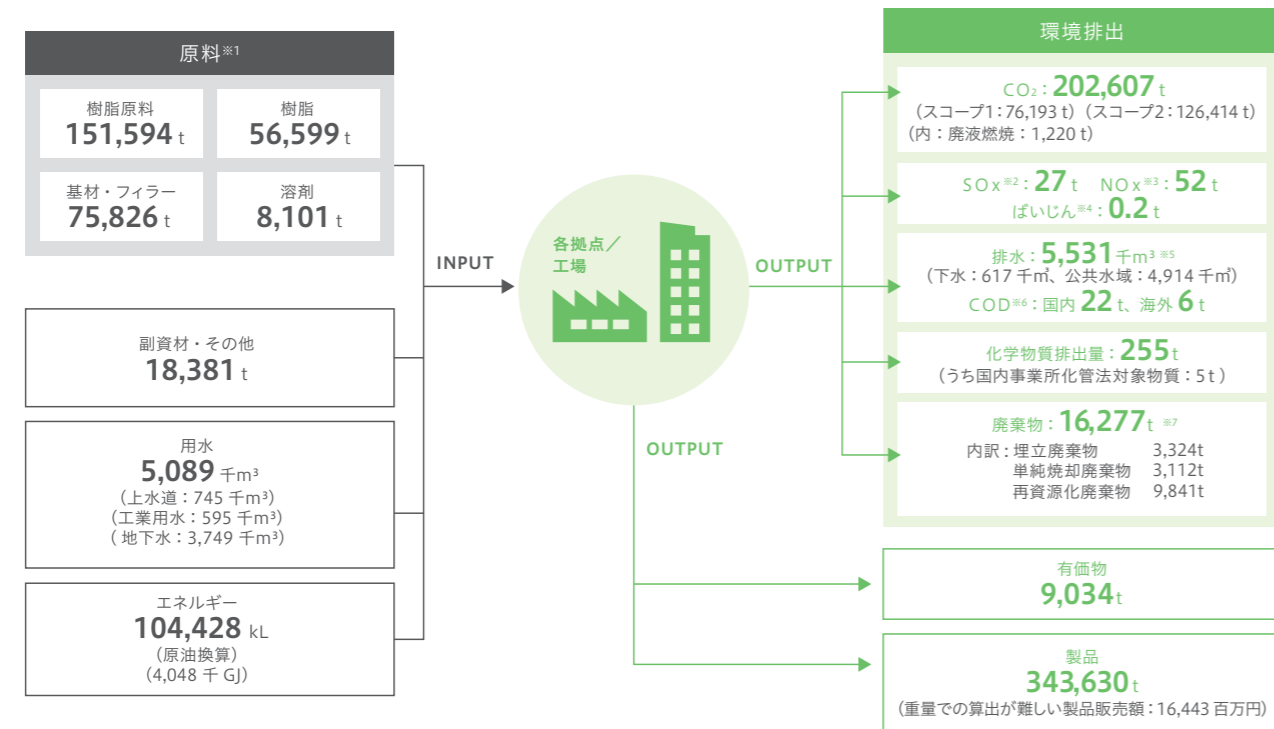 原料※1
樹脂原料
151,594 t
樹脂
56,599 t
基材・フィラー
75,826 t
溶剤
8,101 t
副資材・その他
18,381 t
用水
5,089 千m³
(上水道：745 千m³)
(工業用水：595 千m³)
( 地下水：3,749 千m³)
エネルギー
104,428 kL
(原油換算)
(4,048 千 GJ)
INPUT
各拠点／
工場
OUTPUT
OUTPUT
環境排出
CO₂：202,607 t
(スコープ1：76,193 t) (スコープ2：126,414 t)
(内：廃液燃焼：1,220 t)
SOx※2：27 t NOx※3：52 t
ばいじん※4：0.2 t
排水：5,531 千m³ ※5
(下水：617 千㎥、公共水域：4,914 千㎥)
COD※6：国内 22 t、海外 6 t
化学物質排出量：255 t
(うち国内事業所化管法対象物質：5 t )
廃棄物：16,277 t ※7
内訳：埋立廃棄物 3,324t
単純焼却廃棄物 3,112t
再資源化廃棄物 9,841t
有価物
9,034 t
製品
343,630 t
(重量での算出が難しい製品販売額：16,443 百万円)